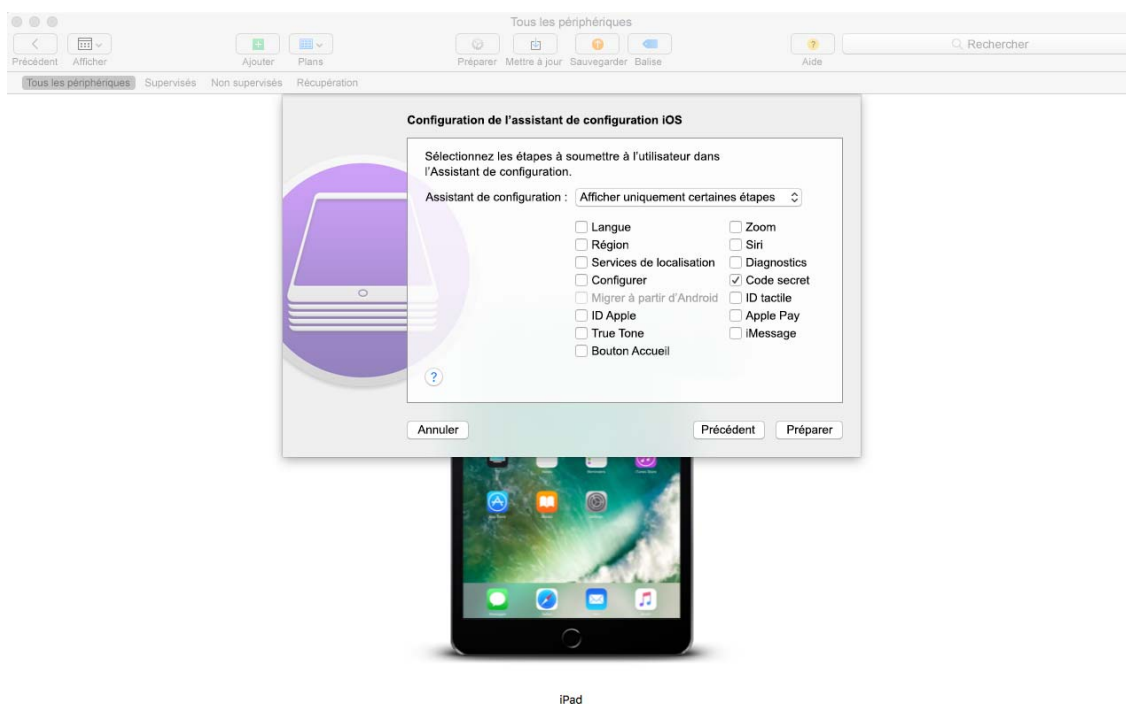 Tous les périphériques
Précédent Afficher Ajouter Plans Préparer Mettre à jour Sauvegarder Balise Aide Rechercher
Tous les périphériques Supervisés Non supervisés Récupération
Configuration de l'assistant de configuration iOS
Sélectionnez les étapes à soumettre à l'utilisateur dans
l'Assistant de configuration.
Assistant de configuration : Afficher uniquement certaines étapes
Langue Zoom
Région Siri
Services de localisation Diagnostics
Configurer Code secret
Migrer à partir d'Android ID tactile
ID Apple Apple Pay
True Tone iMessage
Bouton Accueil
?
Annuler Précédent Préparer
iPad